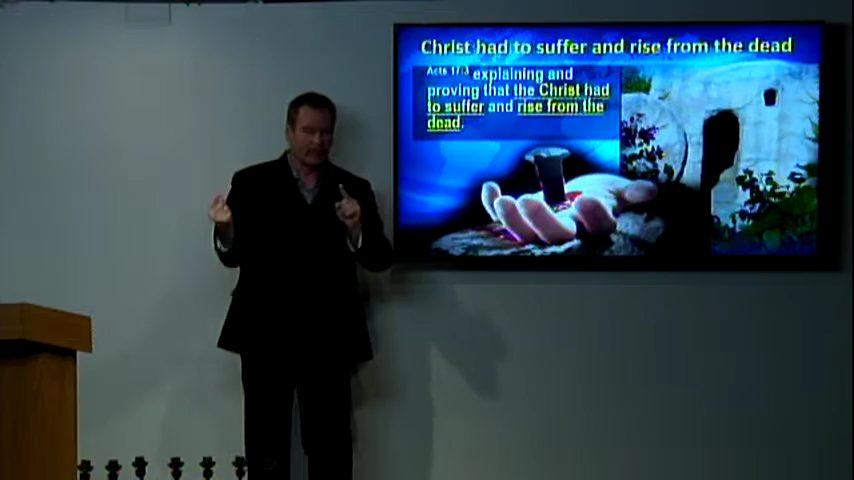 Christ had to suffer and rise from the dead
Acts 17:3 explaining and
proving that the Christ had
to suffer and rise from the
dead.